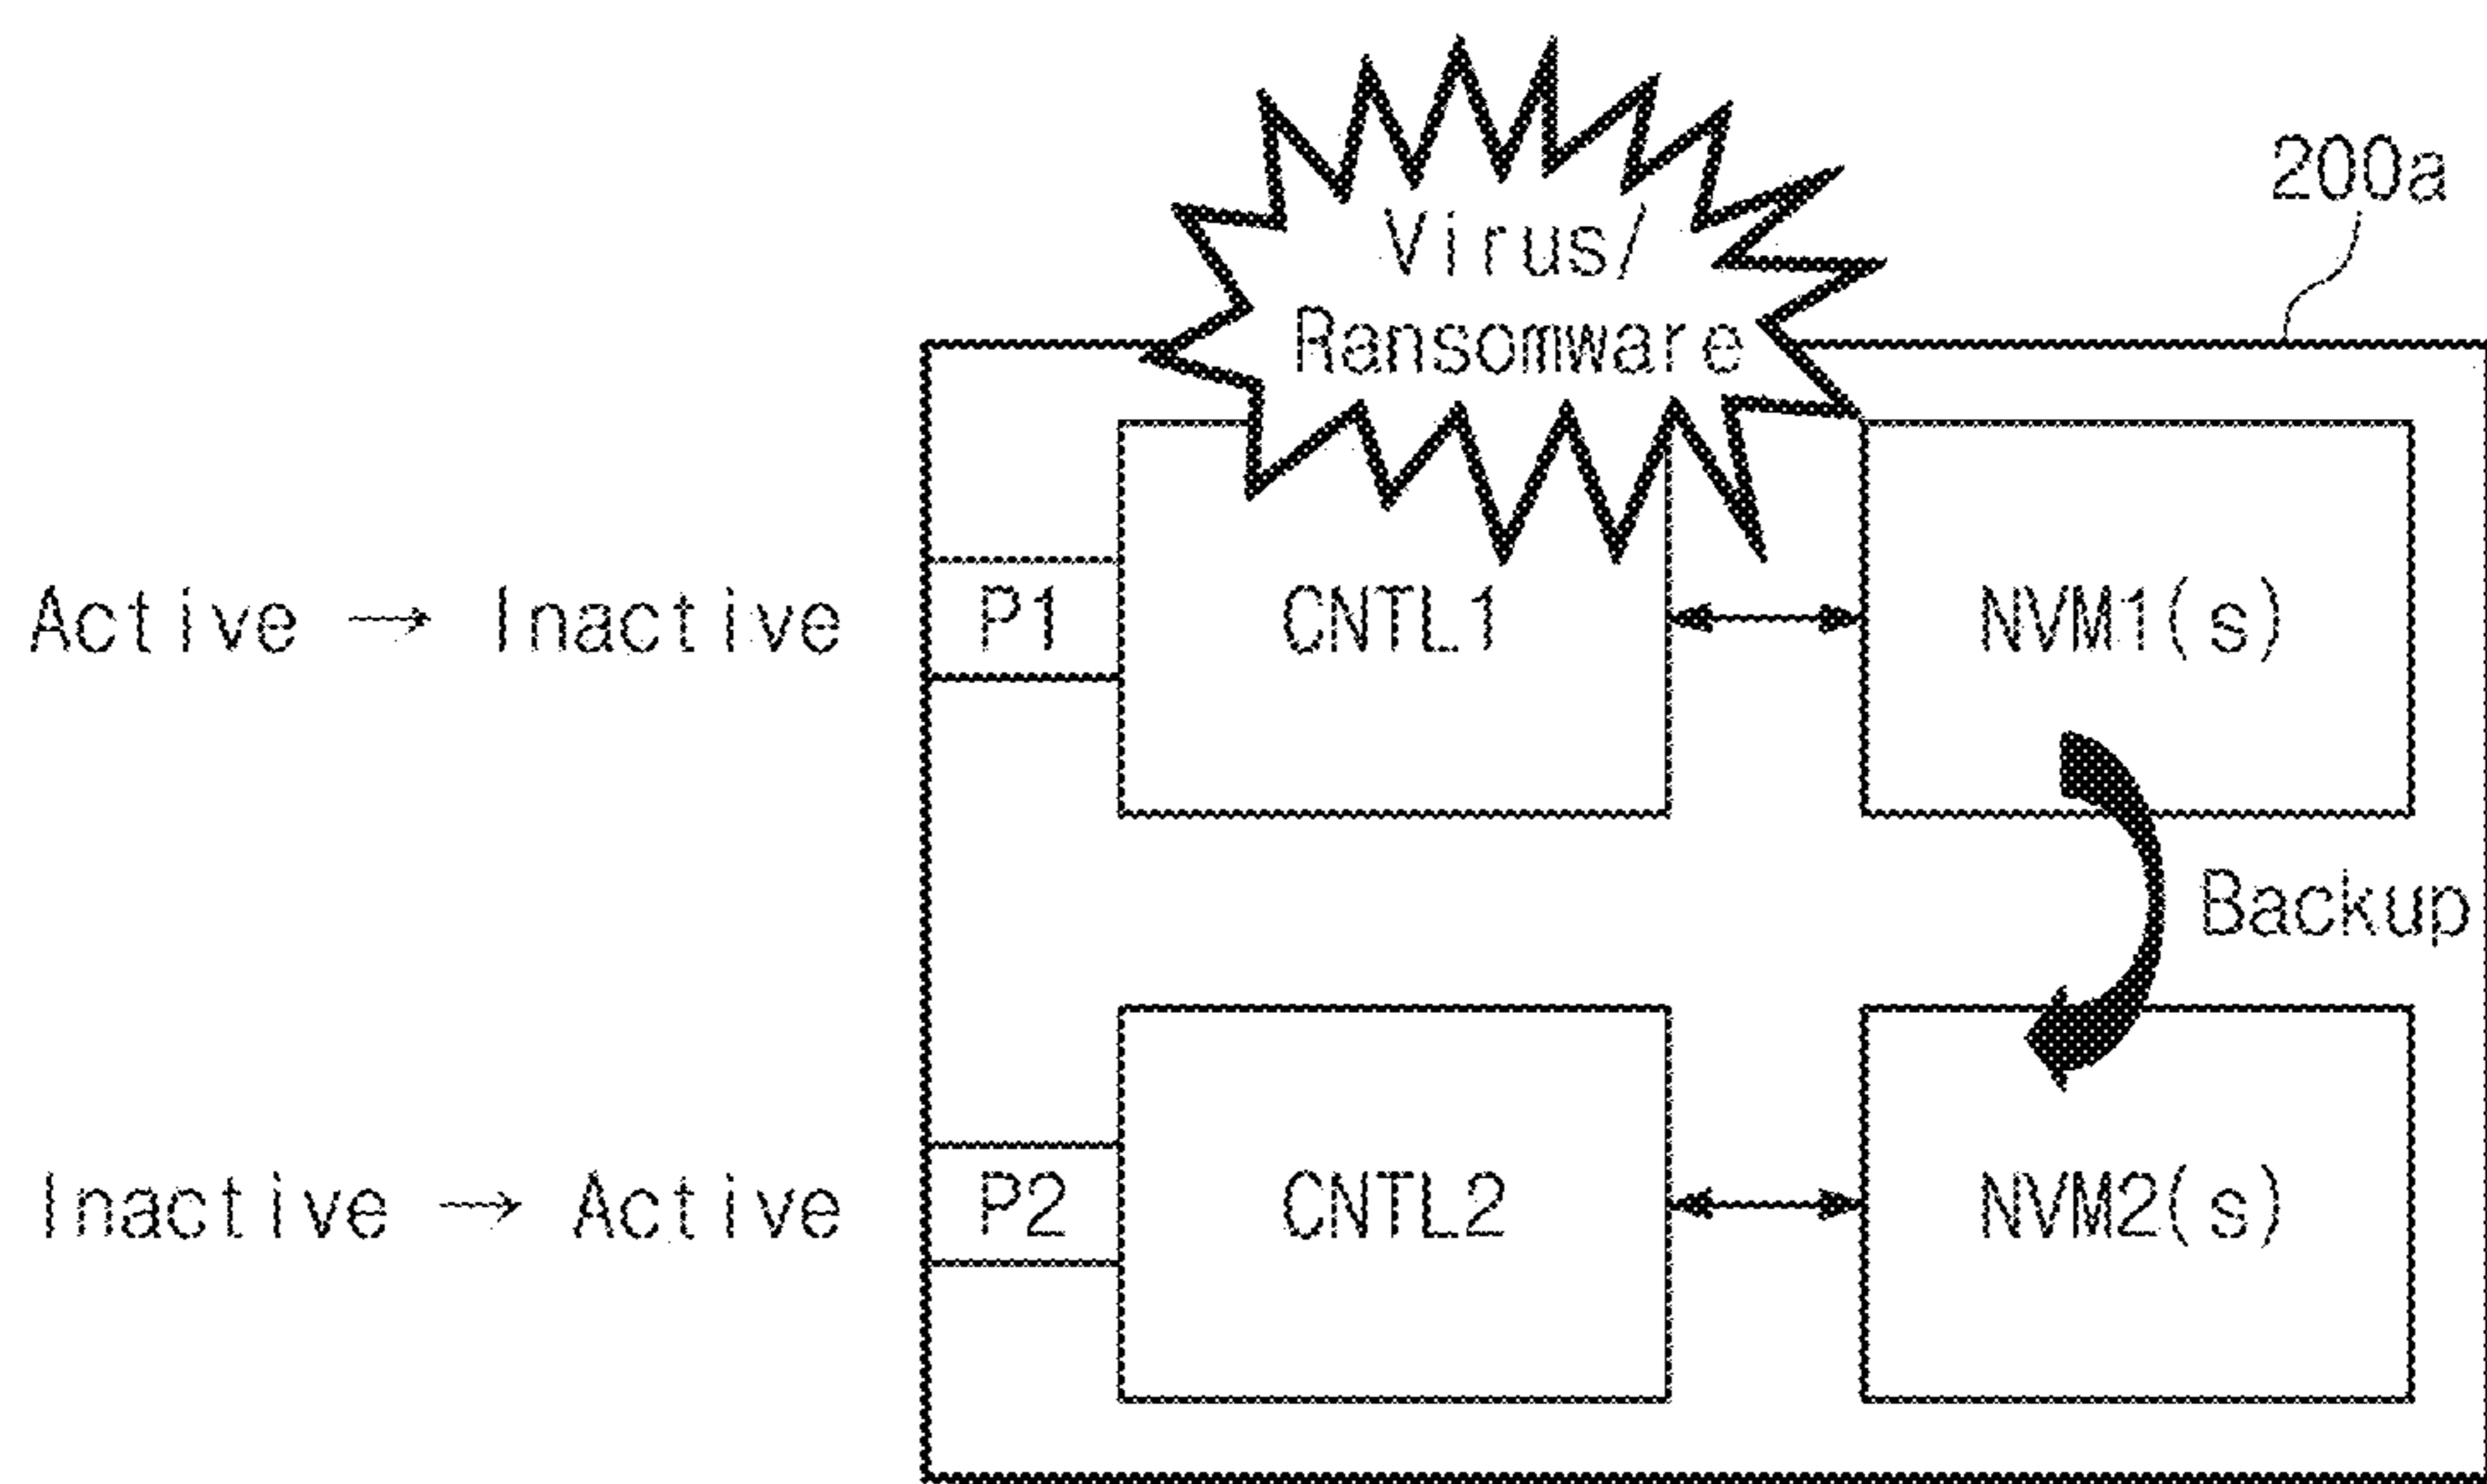 200a
Virus/
Ransomware
Active → Inactive
P1
CNTL1
NVM1(s)
Backup
Inactive → Active
P2
CNTL2
NVM2(s)